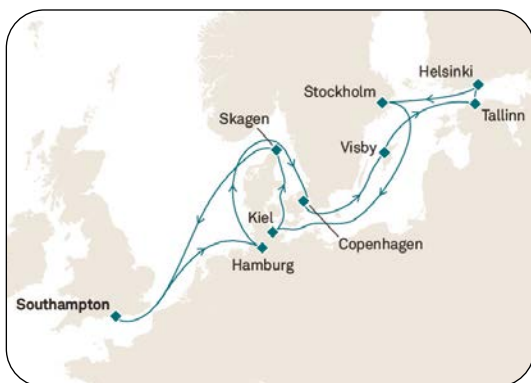 Helsinki
Stockholm
Tallinn
Skagen
Visby
Kiel
Copenhagen
Hamburg
Southampton